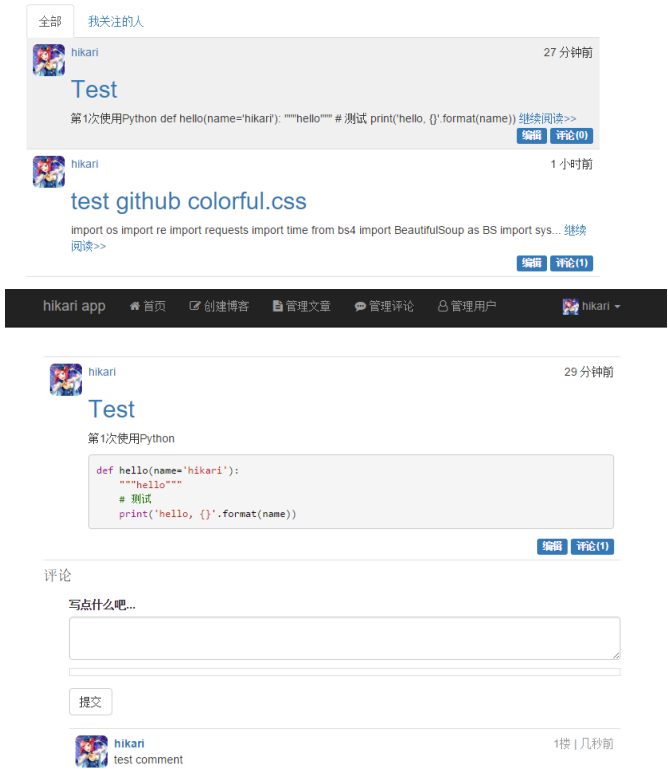 全部 我关注的人
hikari 27 分钟前
Test
第1次使用Python def hello(name='hikari'): """hello""" # 测试 print('hello, {}'.format(name)) 继续阅读>>
编辑 评论(0)
hikari 1 小时前
test github colorful.css
import os import re import requests import time from bs4 import BeautifulSoup as BS import sys... 继续
阅读>>
编辑 评论(1)
hikari app 首页 创建博客 管理文章 管理评论 管理用户 hikari
hikari 29 分钟前
Test
第1次使用Python
def hello(name='hikari'):
"""hello"""
# 测试
print('hello, {}'.format(name))
编辑 评论(1)
评论
写点什么吧...
提交
hikari 1楼 | 几秒前
test comment